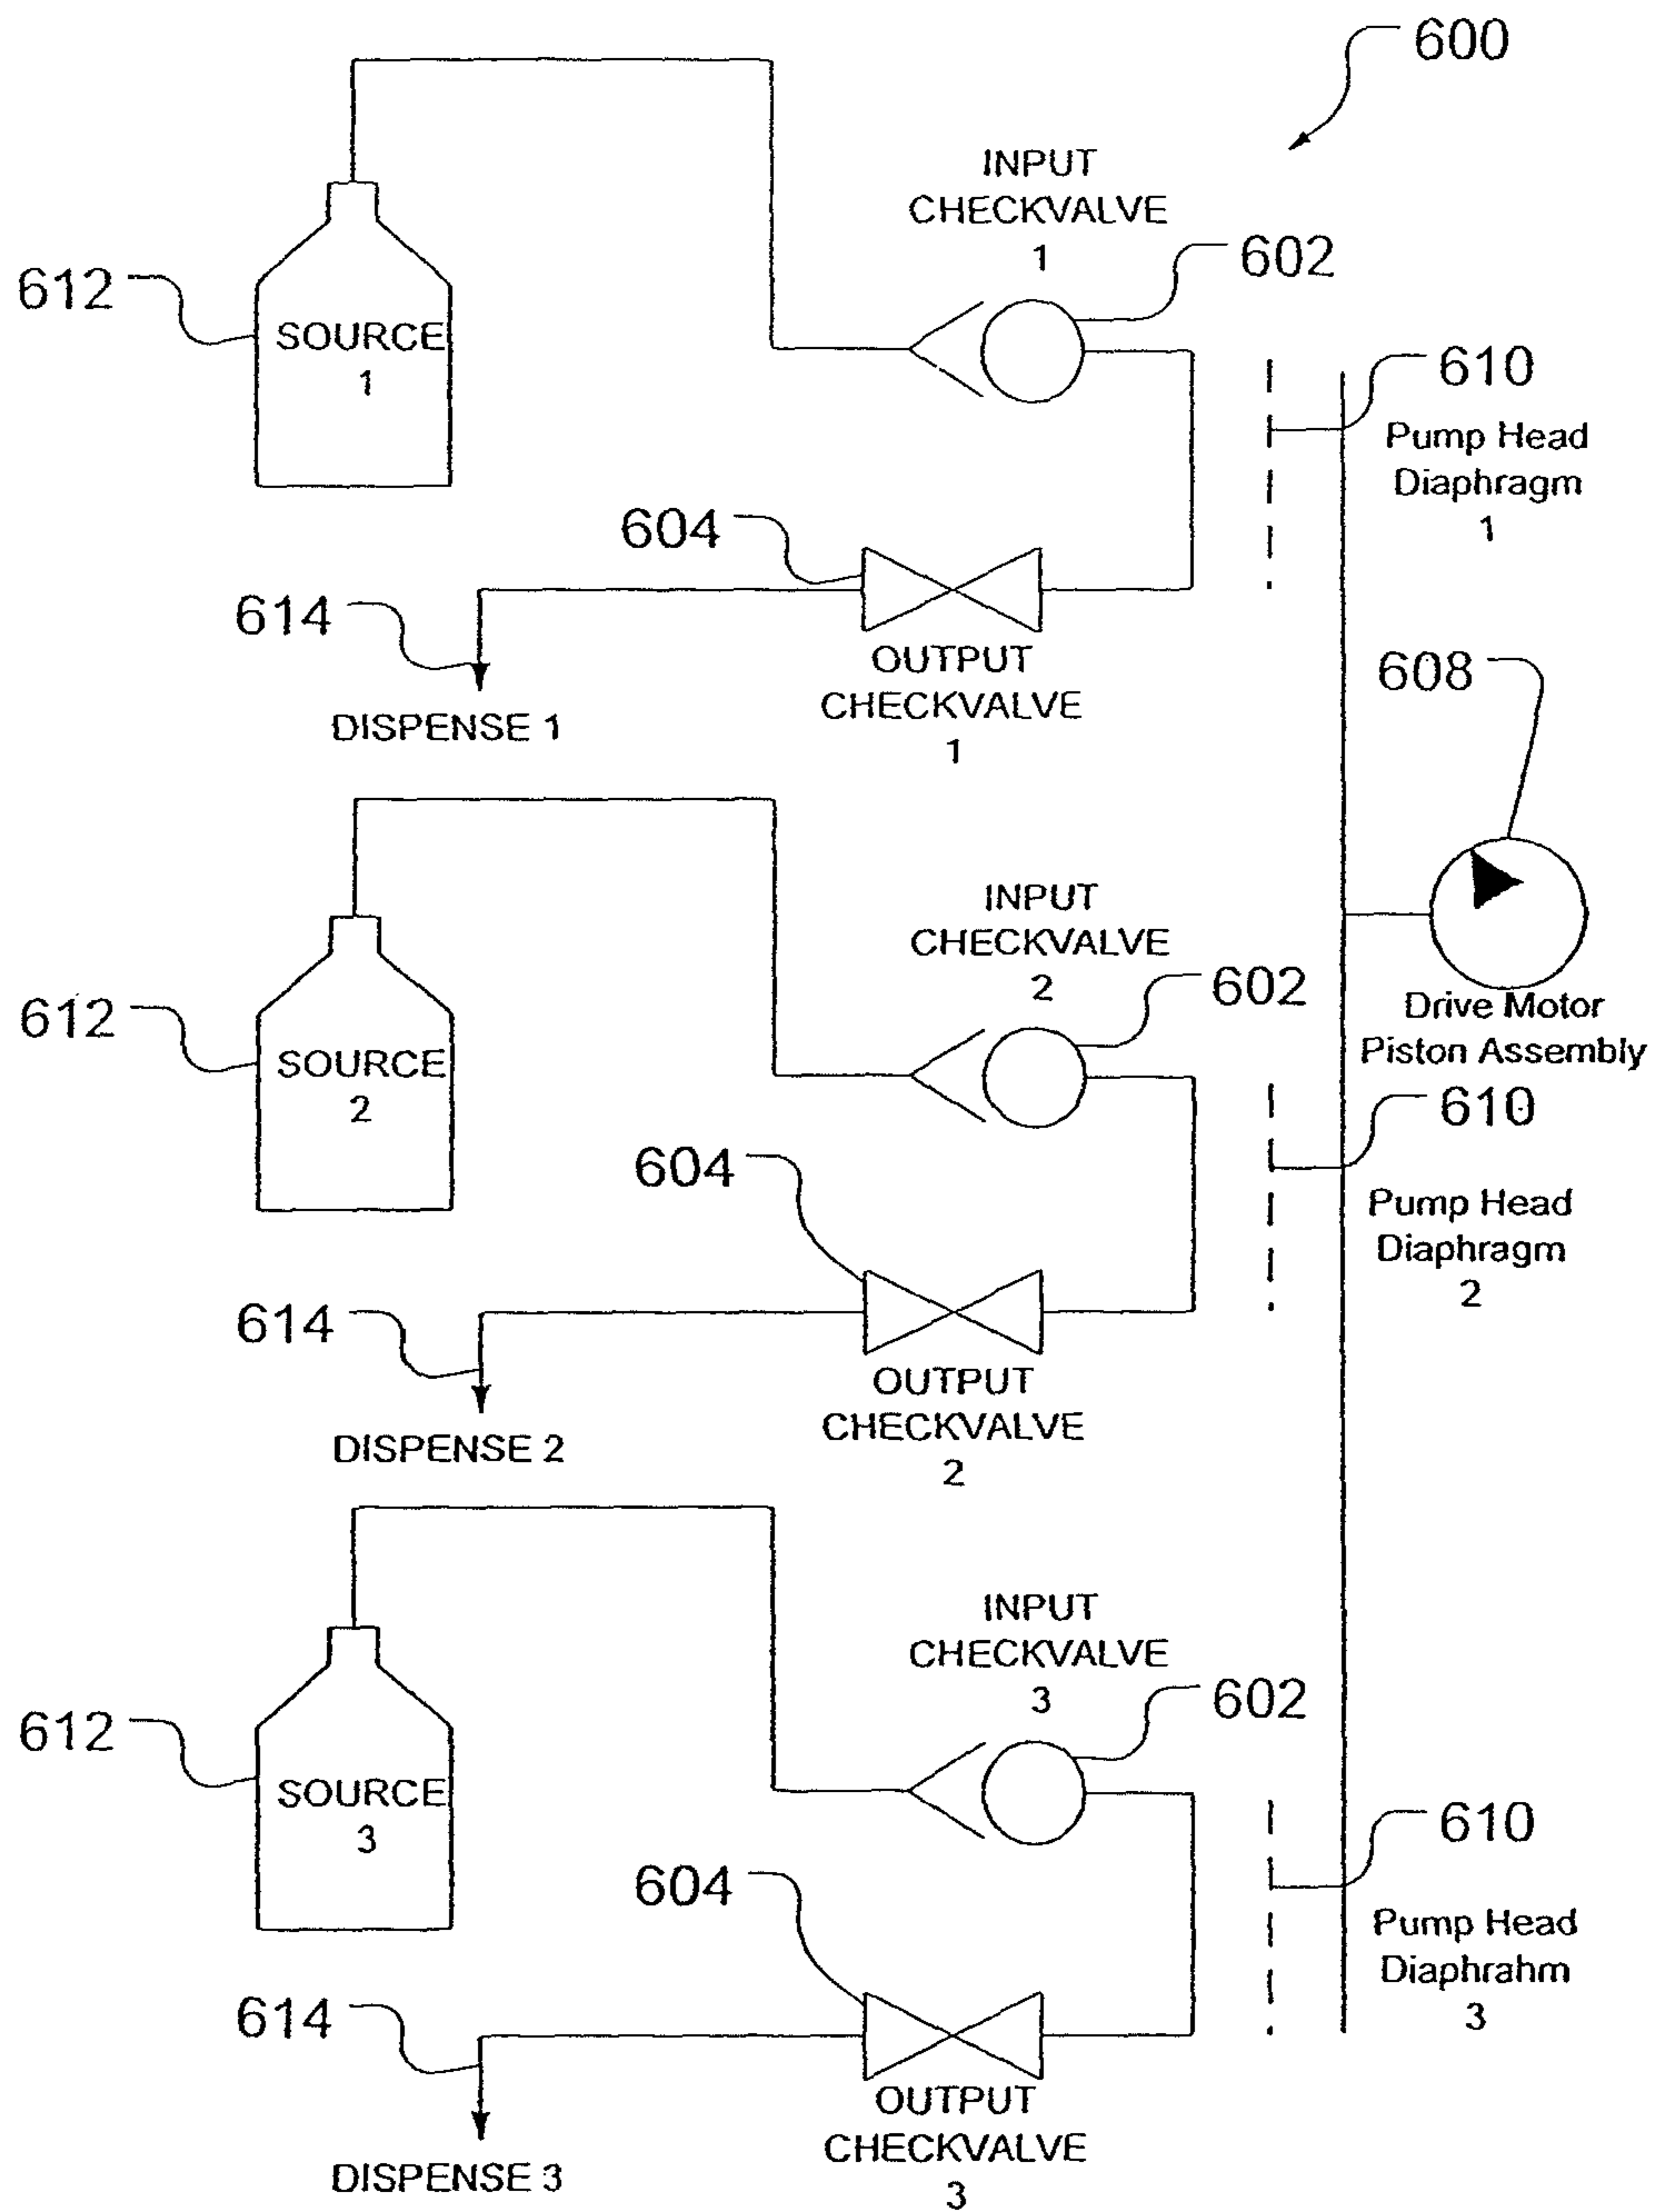 600
INPUT
CHECKVALVE
1
602
612
SOURCE
1
610
Pump Head
Diaphragm
1
604
614
OUTPUT
CHECKVALVE
1
DISPENSE 1
608
INPUT
CHECKVALVE
2
602
612
SOURCE
2
Drive Motor
Piston Assembly
610
604
Pump Head
Diaphragm
2
614
OUTPUT
CHECKVALVE
2
DISPENSE 2
INPUT
CHECKVALVE
3
602
612
SOURCE
3
610
604
Pump Head
Diaphrahm
3
614
OUTPUT
CHECKVALVE
3
DISPENSE 3